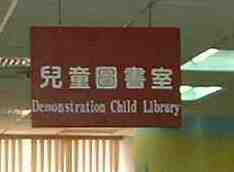 兒童圖書室
Demonstration Child Library